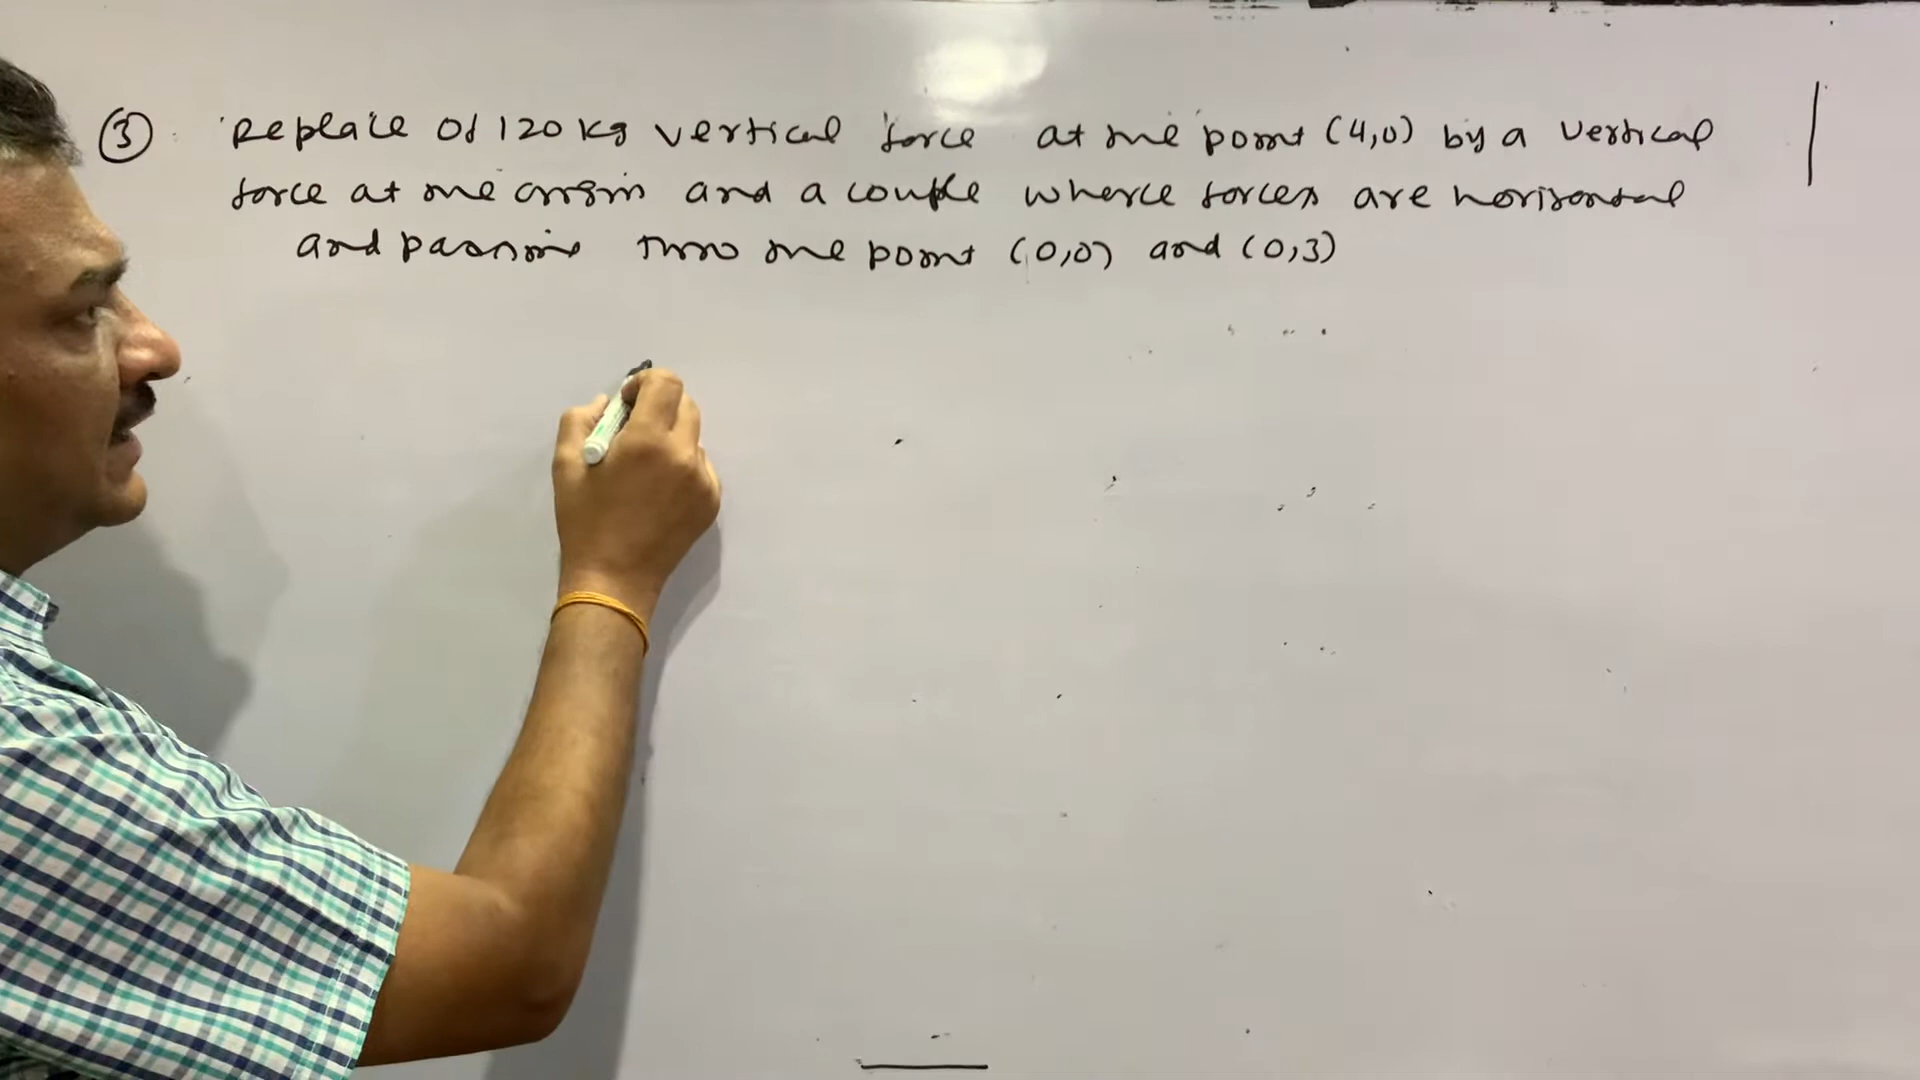 ③ Replace of 120 kg vertical force at the point (4,0) by a vertical
force at the origin and a couple where forces are horizontal
and passing thro the point (0,0) and (0,3)